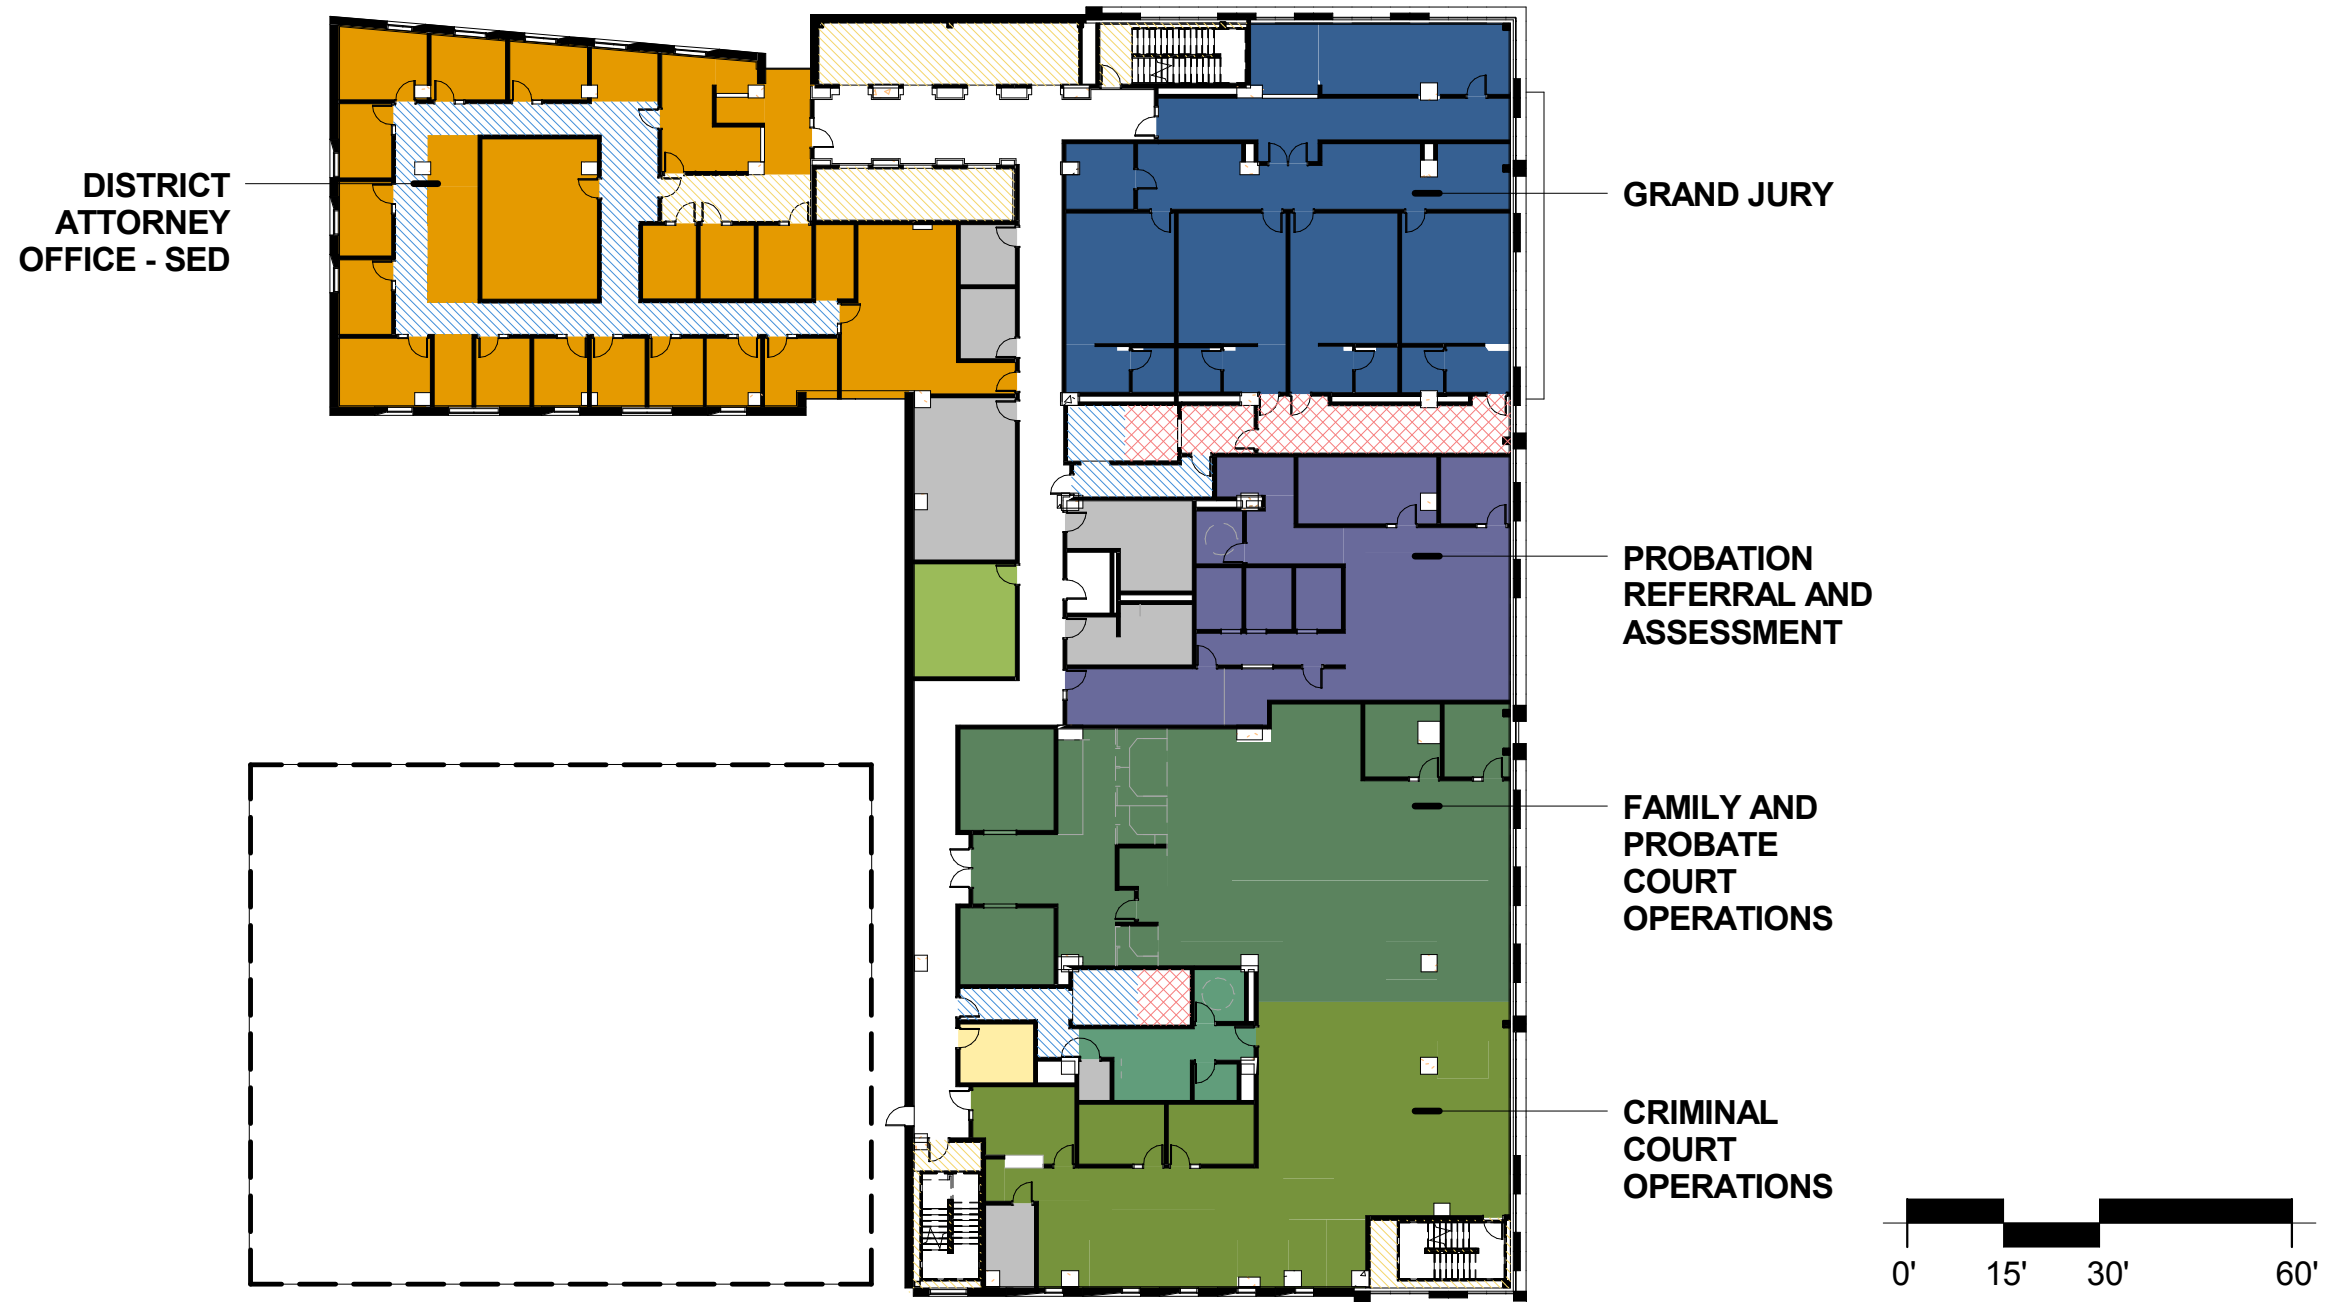 DISTRICT
ATTORNEY
OFFICE - SED
GRAND JURY
PROBATION
REFERRAL AND
ASSESSMENT
FAMILY AND
PROBATE
COURT
OPERATIONS
CRIMINAL
COURT
OPERATIONS
0' 15' 30' 60'